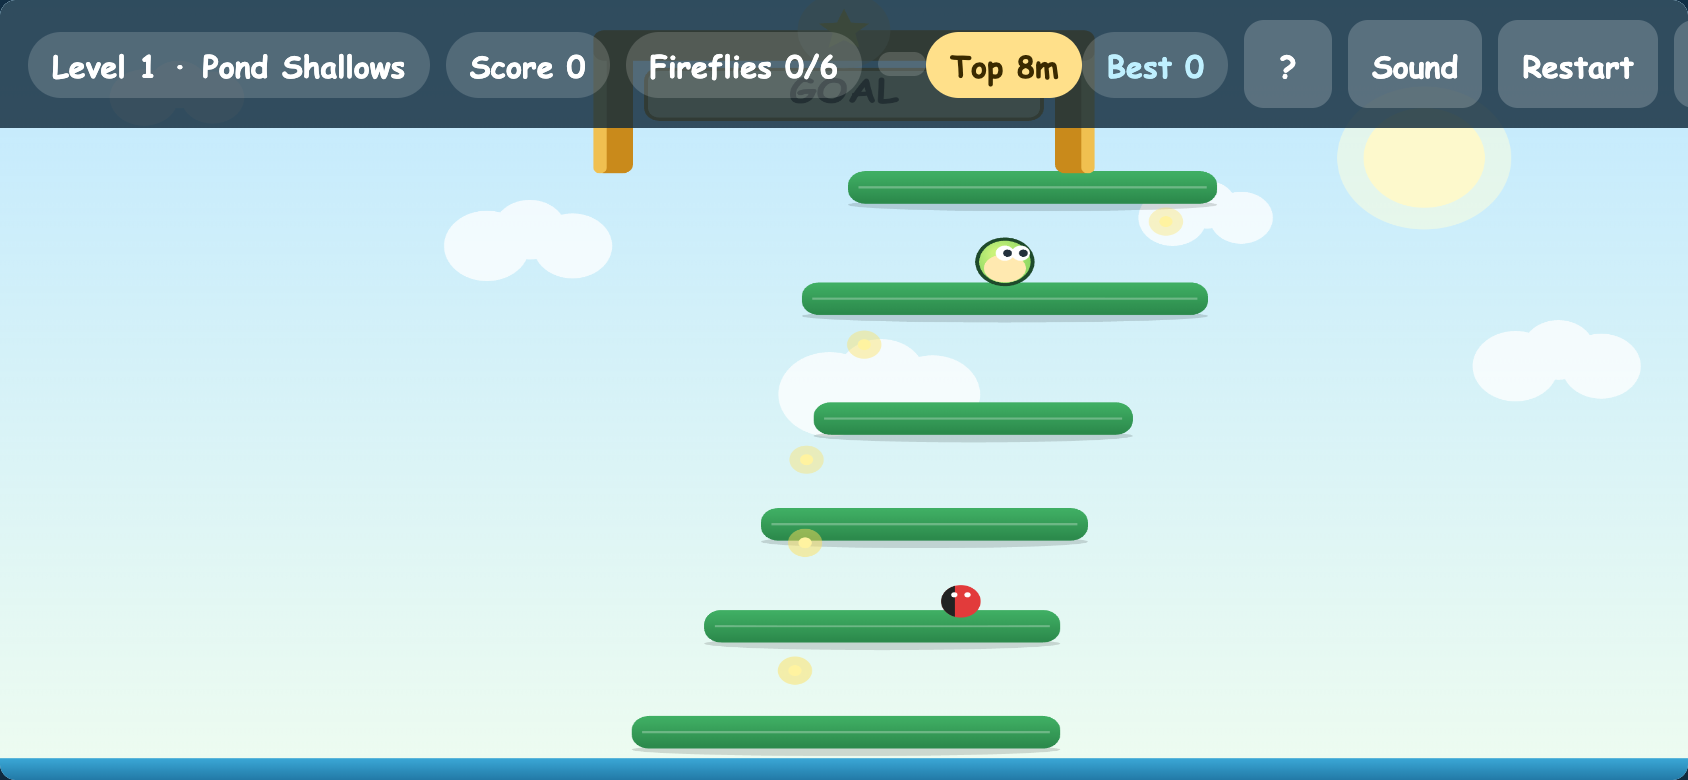 Level 1 · Pond Shallows
Score 0
Fireflies 0/6
Top 8m
Best 0
?
Sound
Restart
GOAL